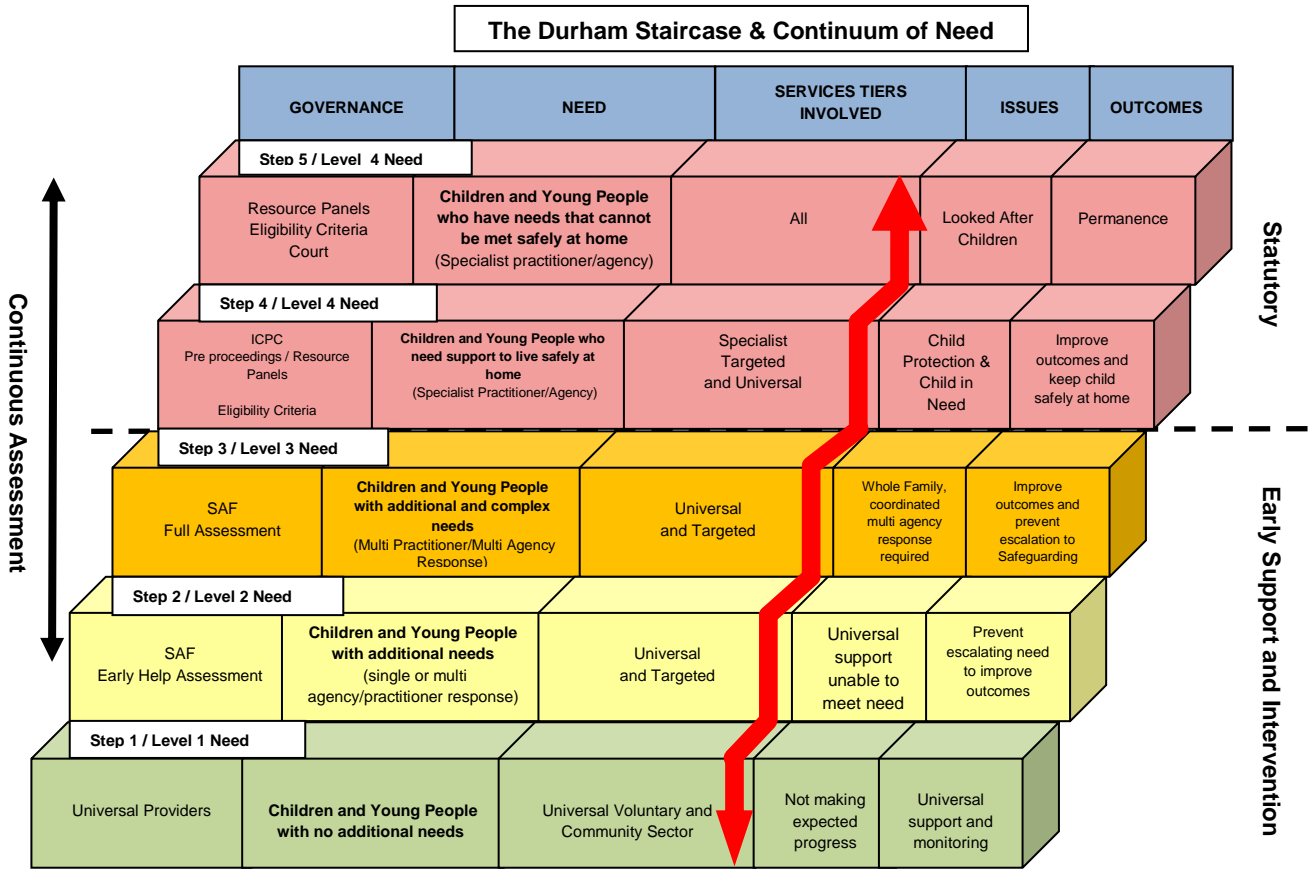 The Durham Staircase & Continuum of Need
GOVERNANCE
NEED
SERVICES TIERS
INVOLVED
ISSUES
OUTCOMES
Step 5 / Level 4 Need
Resource Panels
Eligibility Criteria
Court
Children and Young People
who have needs that cannot
be met safely at home
(Specialist practitioner/agency)
All
Looked After
Children
Permanence
Step 4 / Level 4 Need
ICPC
Pre proceedings / Resource
Panels
Eligibility Criteria
Children and Young People who
need support to live safely at
home
(Specialist Practitioner/Agency)
Specialist
Targeted
and Universal
Child
Protection &
Child in
Need
Improve
outcomes and
keep child
safely at home
Step 3 / Level 3 Need
SAF
Full Assessment
Children and Young People
with additional and complex
needs
(Multi Practitioner/Multi Agency
Response)
Universal
and Targeted
Whole Family,
coordinated
multi agency
response
required
Improve
outcomes and
prevent
escalation to
Safeguarding
Step 2 / Level 2 Need
SAF
Early Help Assessment
Children and Young People
with additional needs
(single or multi
agency/practitioner response)
Universal
and Targeted
Universal
support
unable to
meet need
Prevent
escalating need
to improve
outcomes
Step 1 / Level 1 Need
Universal Providers
Children and Young People
with no additional needs
Universal Voluntary and
Community Sector
Not making
expected
progress
Universal
support and
monitoring
Continuous Assessment
Statutory
Early Support and Intervention